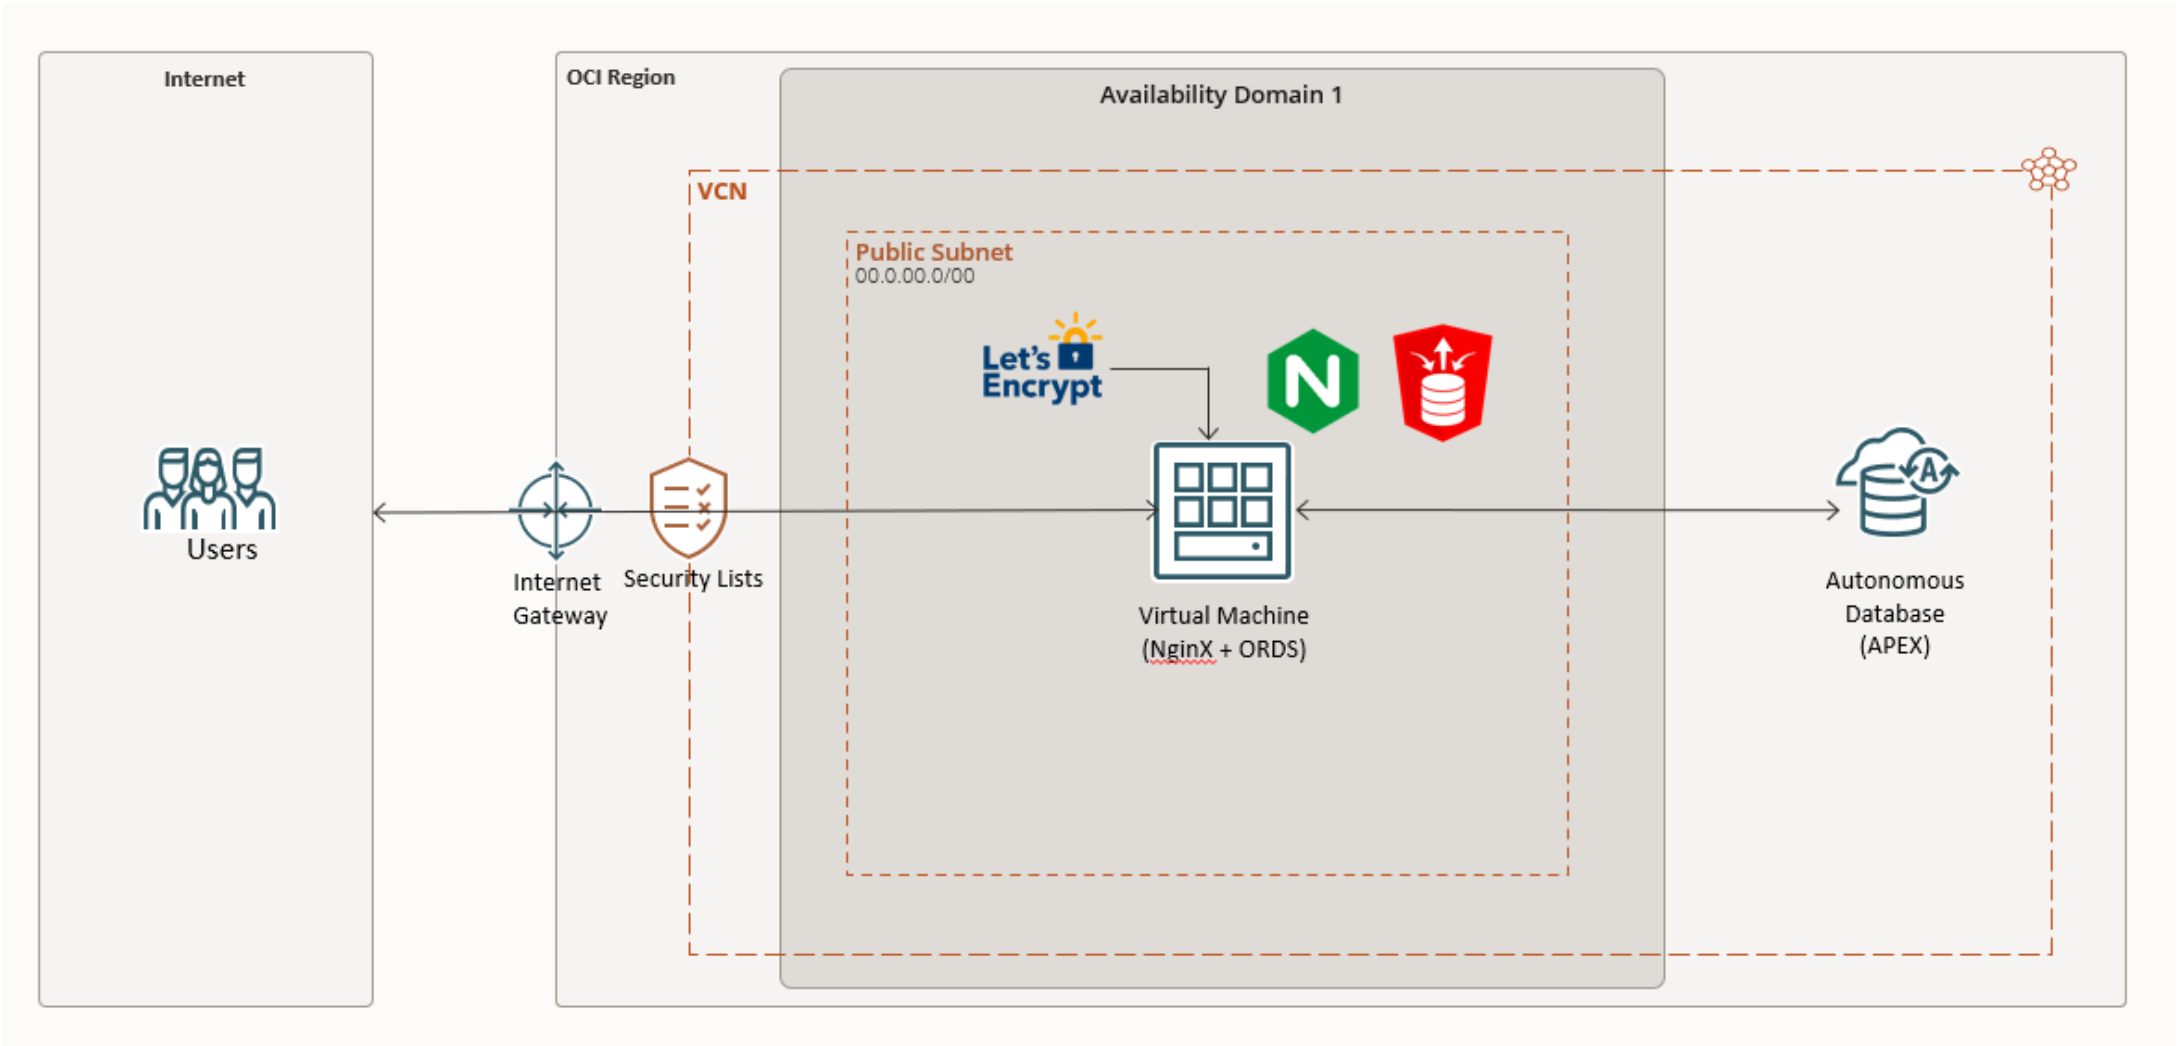 Internet
OCI Region
Availability Domain 1
VCN
Public Subnet
00.0.00.0/00
Let's
Encrypt
N
A
Users
Internet
Gateway
Security Lists
Virtual Machine
(NginX + ORDS)
Autonomous
Database
(APEX)